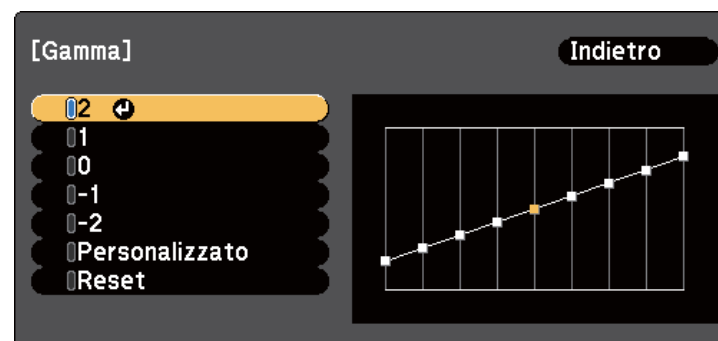 [Gamma]
Indietro
2
1
0
-1
-2
Personalizzato
Reset